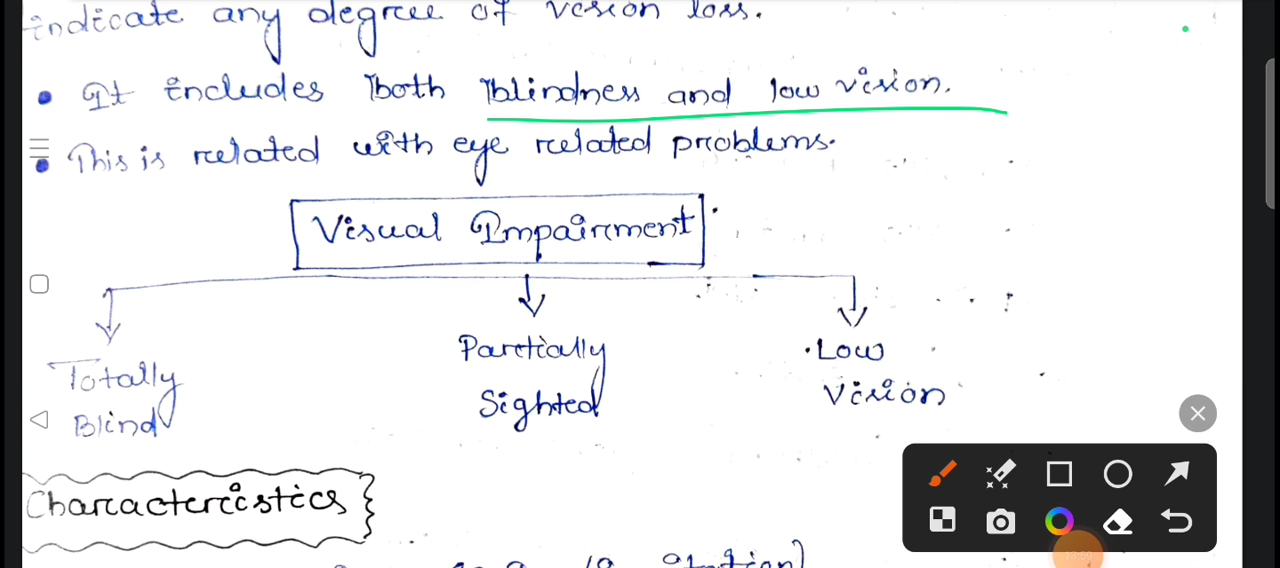 indicate any degree of vision loss.
• It includes both blindness and low vision.
• This is related with eye related problems.
Visual Impairment
Totally Blind
Partially Sighted
Low Vision
Characteristics